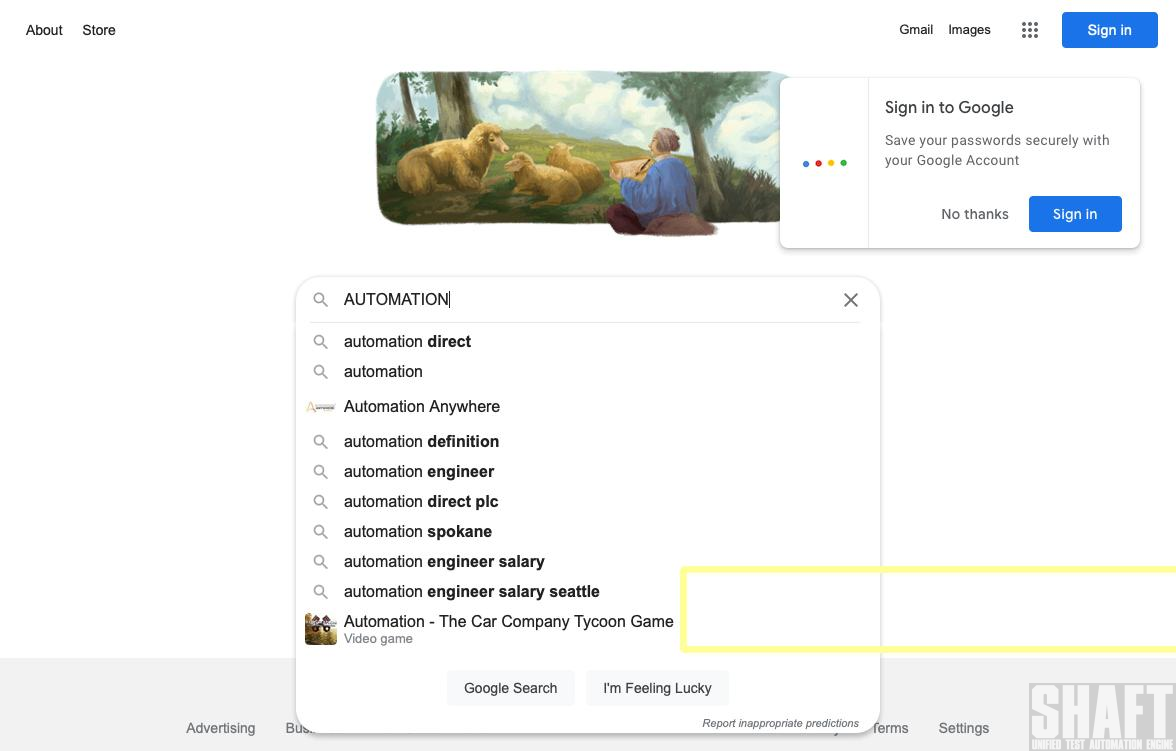 About Store
Gmail Images
Sign in
Sign in to Google
Save your passwords securely with
your Google Account
No thanks
Sign in
AUTOMATION
automation direct
automation
Automation Anywhere
automation definition
automation engineer
automation direct plc
automation spokane
automation engineer salary
automation engineer salary seattle
Automation - The Car Company Tycoon Game
Video game
Google Search I'm Feeling Lucky
Report inappropriate predictions
Advertising
Terms Settings
SHAFT
UNIFIED TEST AUTOMATION ENGINE